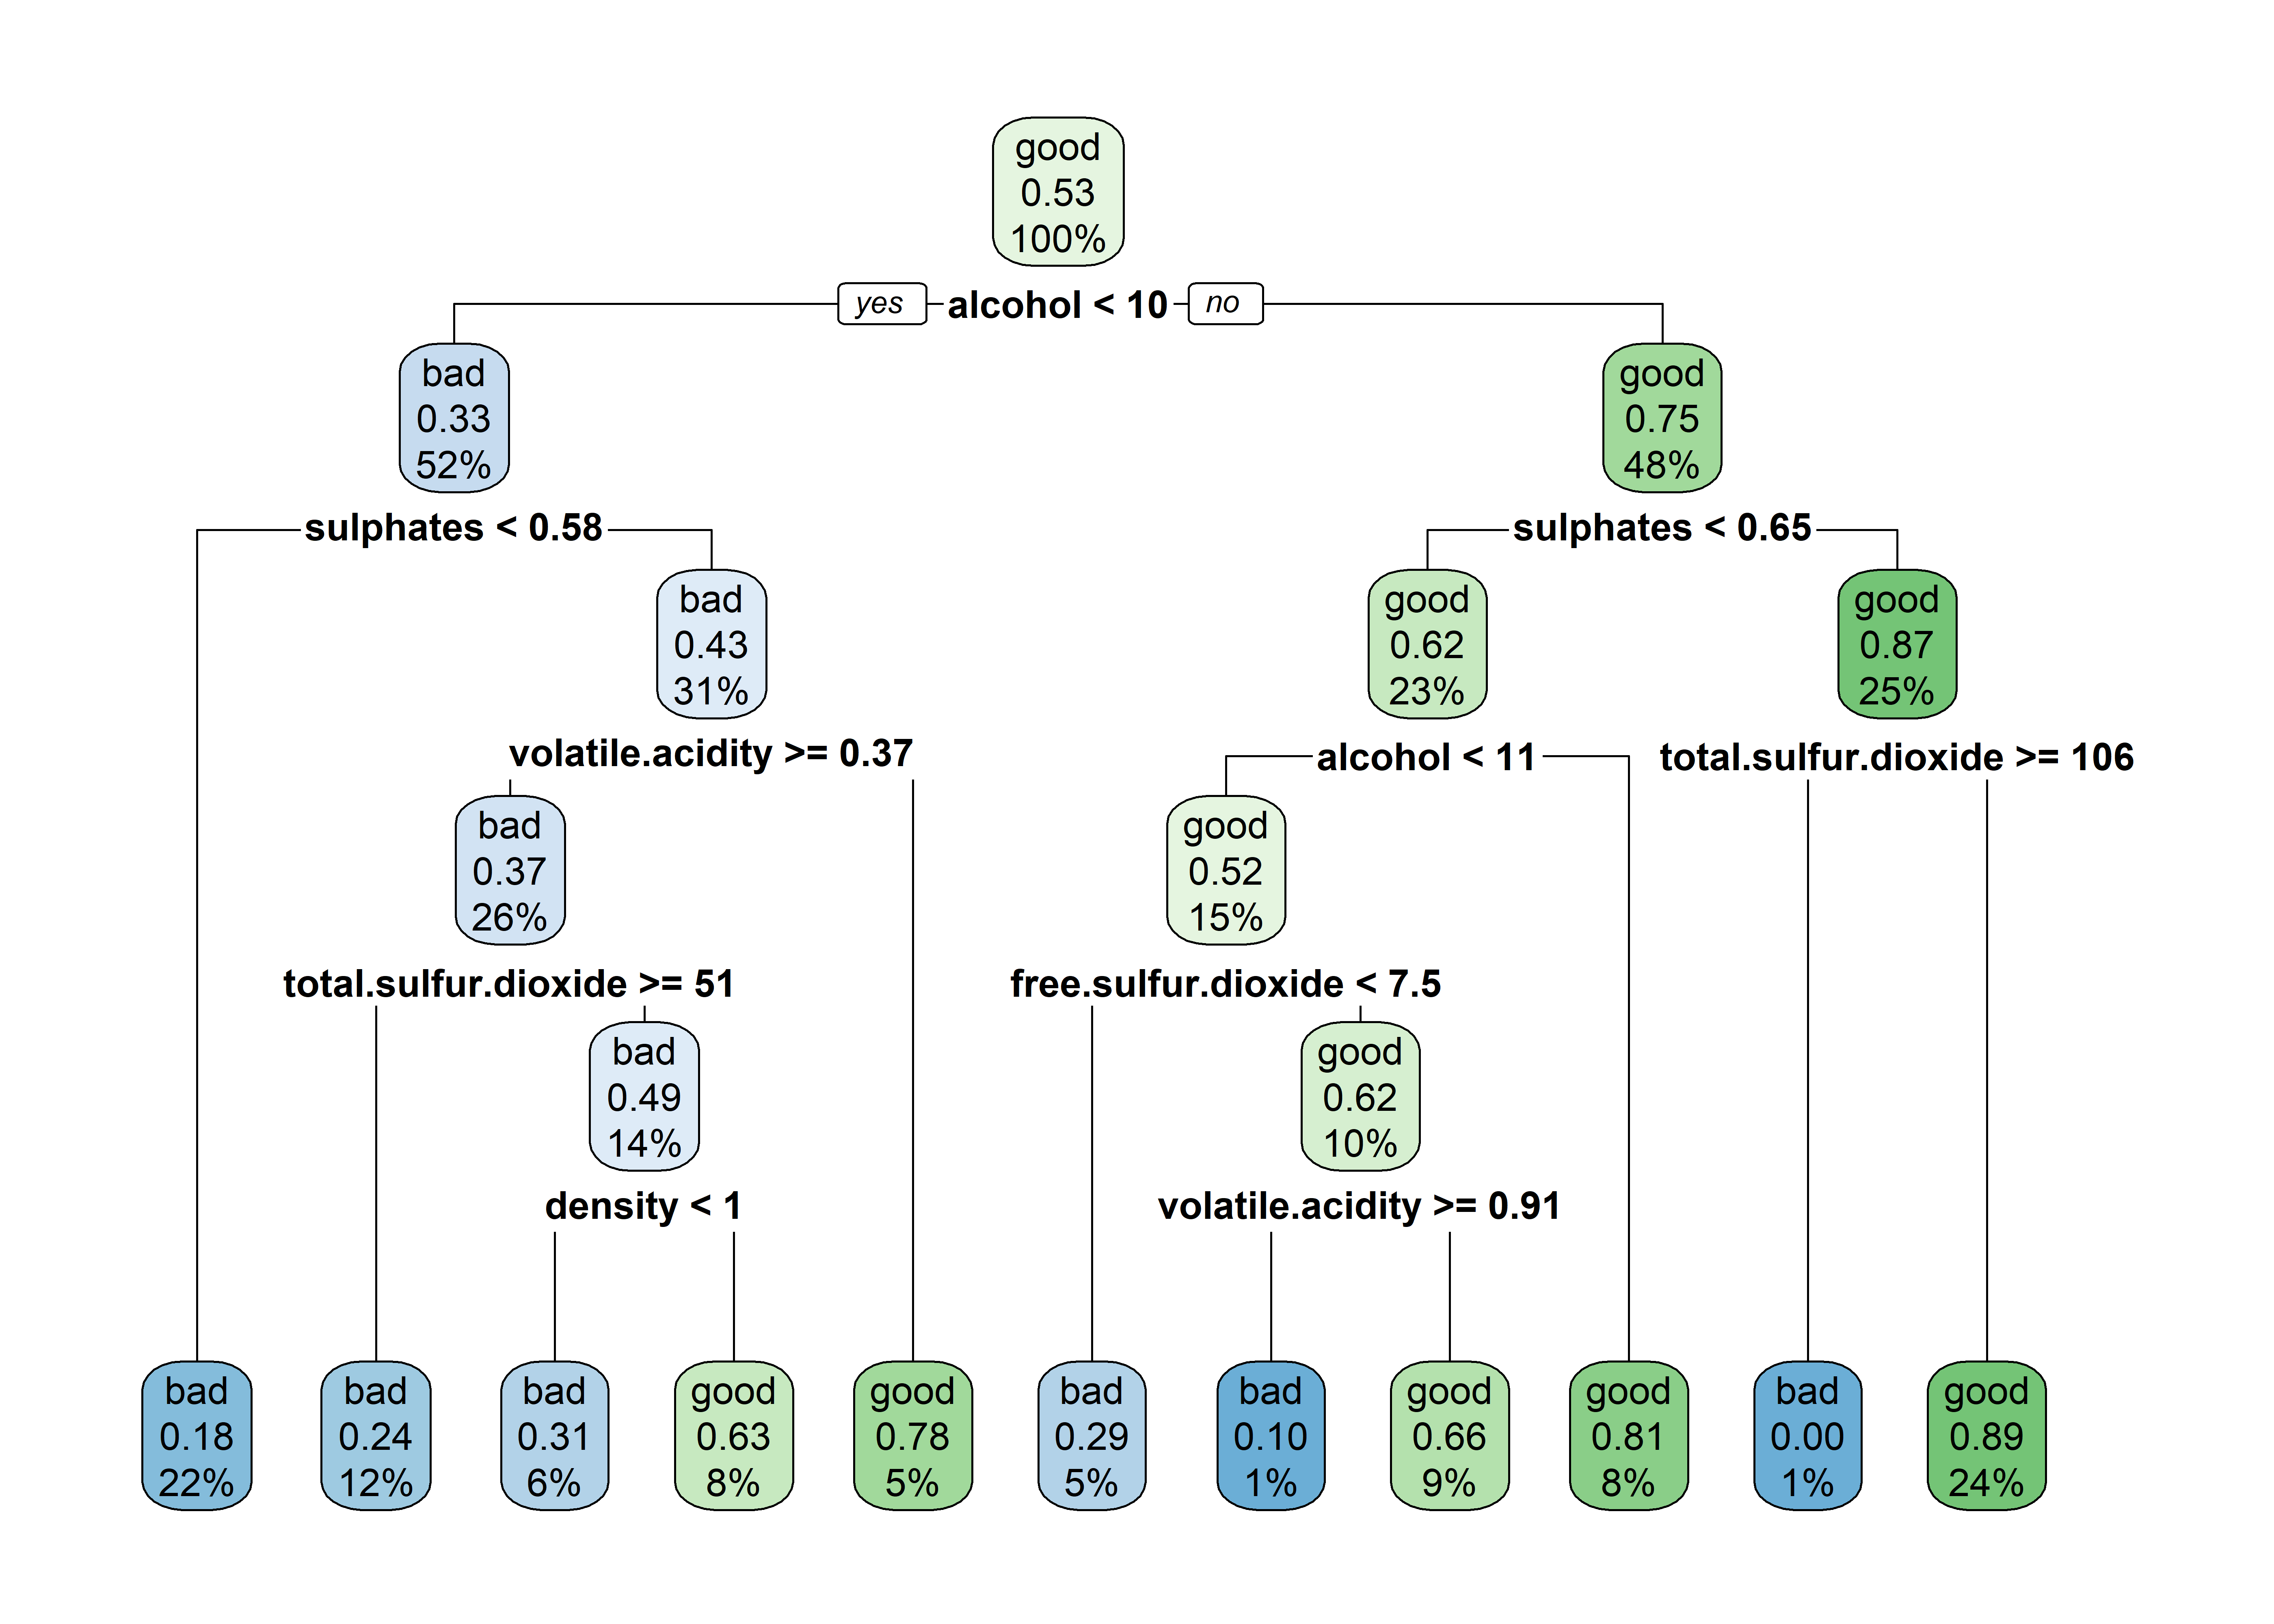 good
0.53
100%
yes alcohol < 10 no
bad
0.33
52%
good
0.75
48%
sulphates < 0.58
sulphates < 0.65
bad
0.43
31%
good
0.62
23%
good
0.87
25%
volatile.acidity >= 0.37
alcohol < 11
total.sulfur.dioxide >= 106
bad
0.37
26%
good
0.52
15%
total.sulfur.dioxide >= 51
free.sulfur.dioxide < 7.5
bad
0.49
14%
good
0.62
10%
density < 1
volatile.acidity >= 0.91
bad
0.18
22%
bad
0.24
12%
bad
0.31
6%
good
0.63
8%
good
0.78
5%
bad
0.29
5%
bad
0.10
1%
good
0.66
9%
good
0.81
8%
bad
0.00
1%
good
0.89
24%